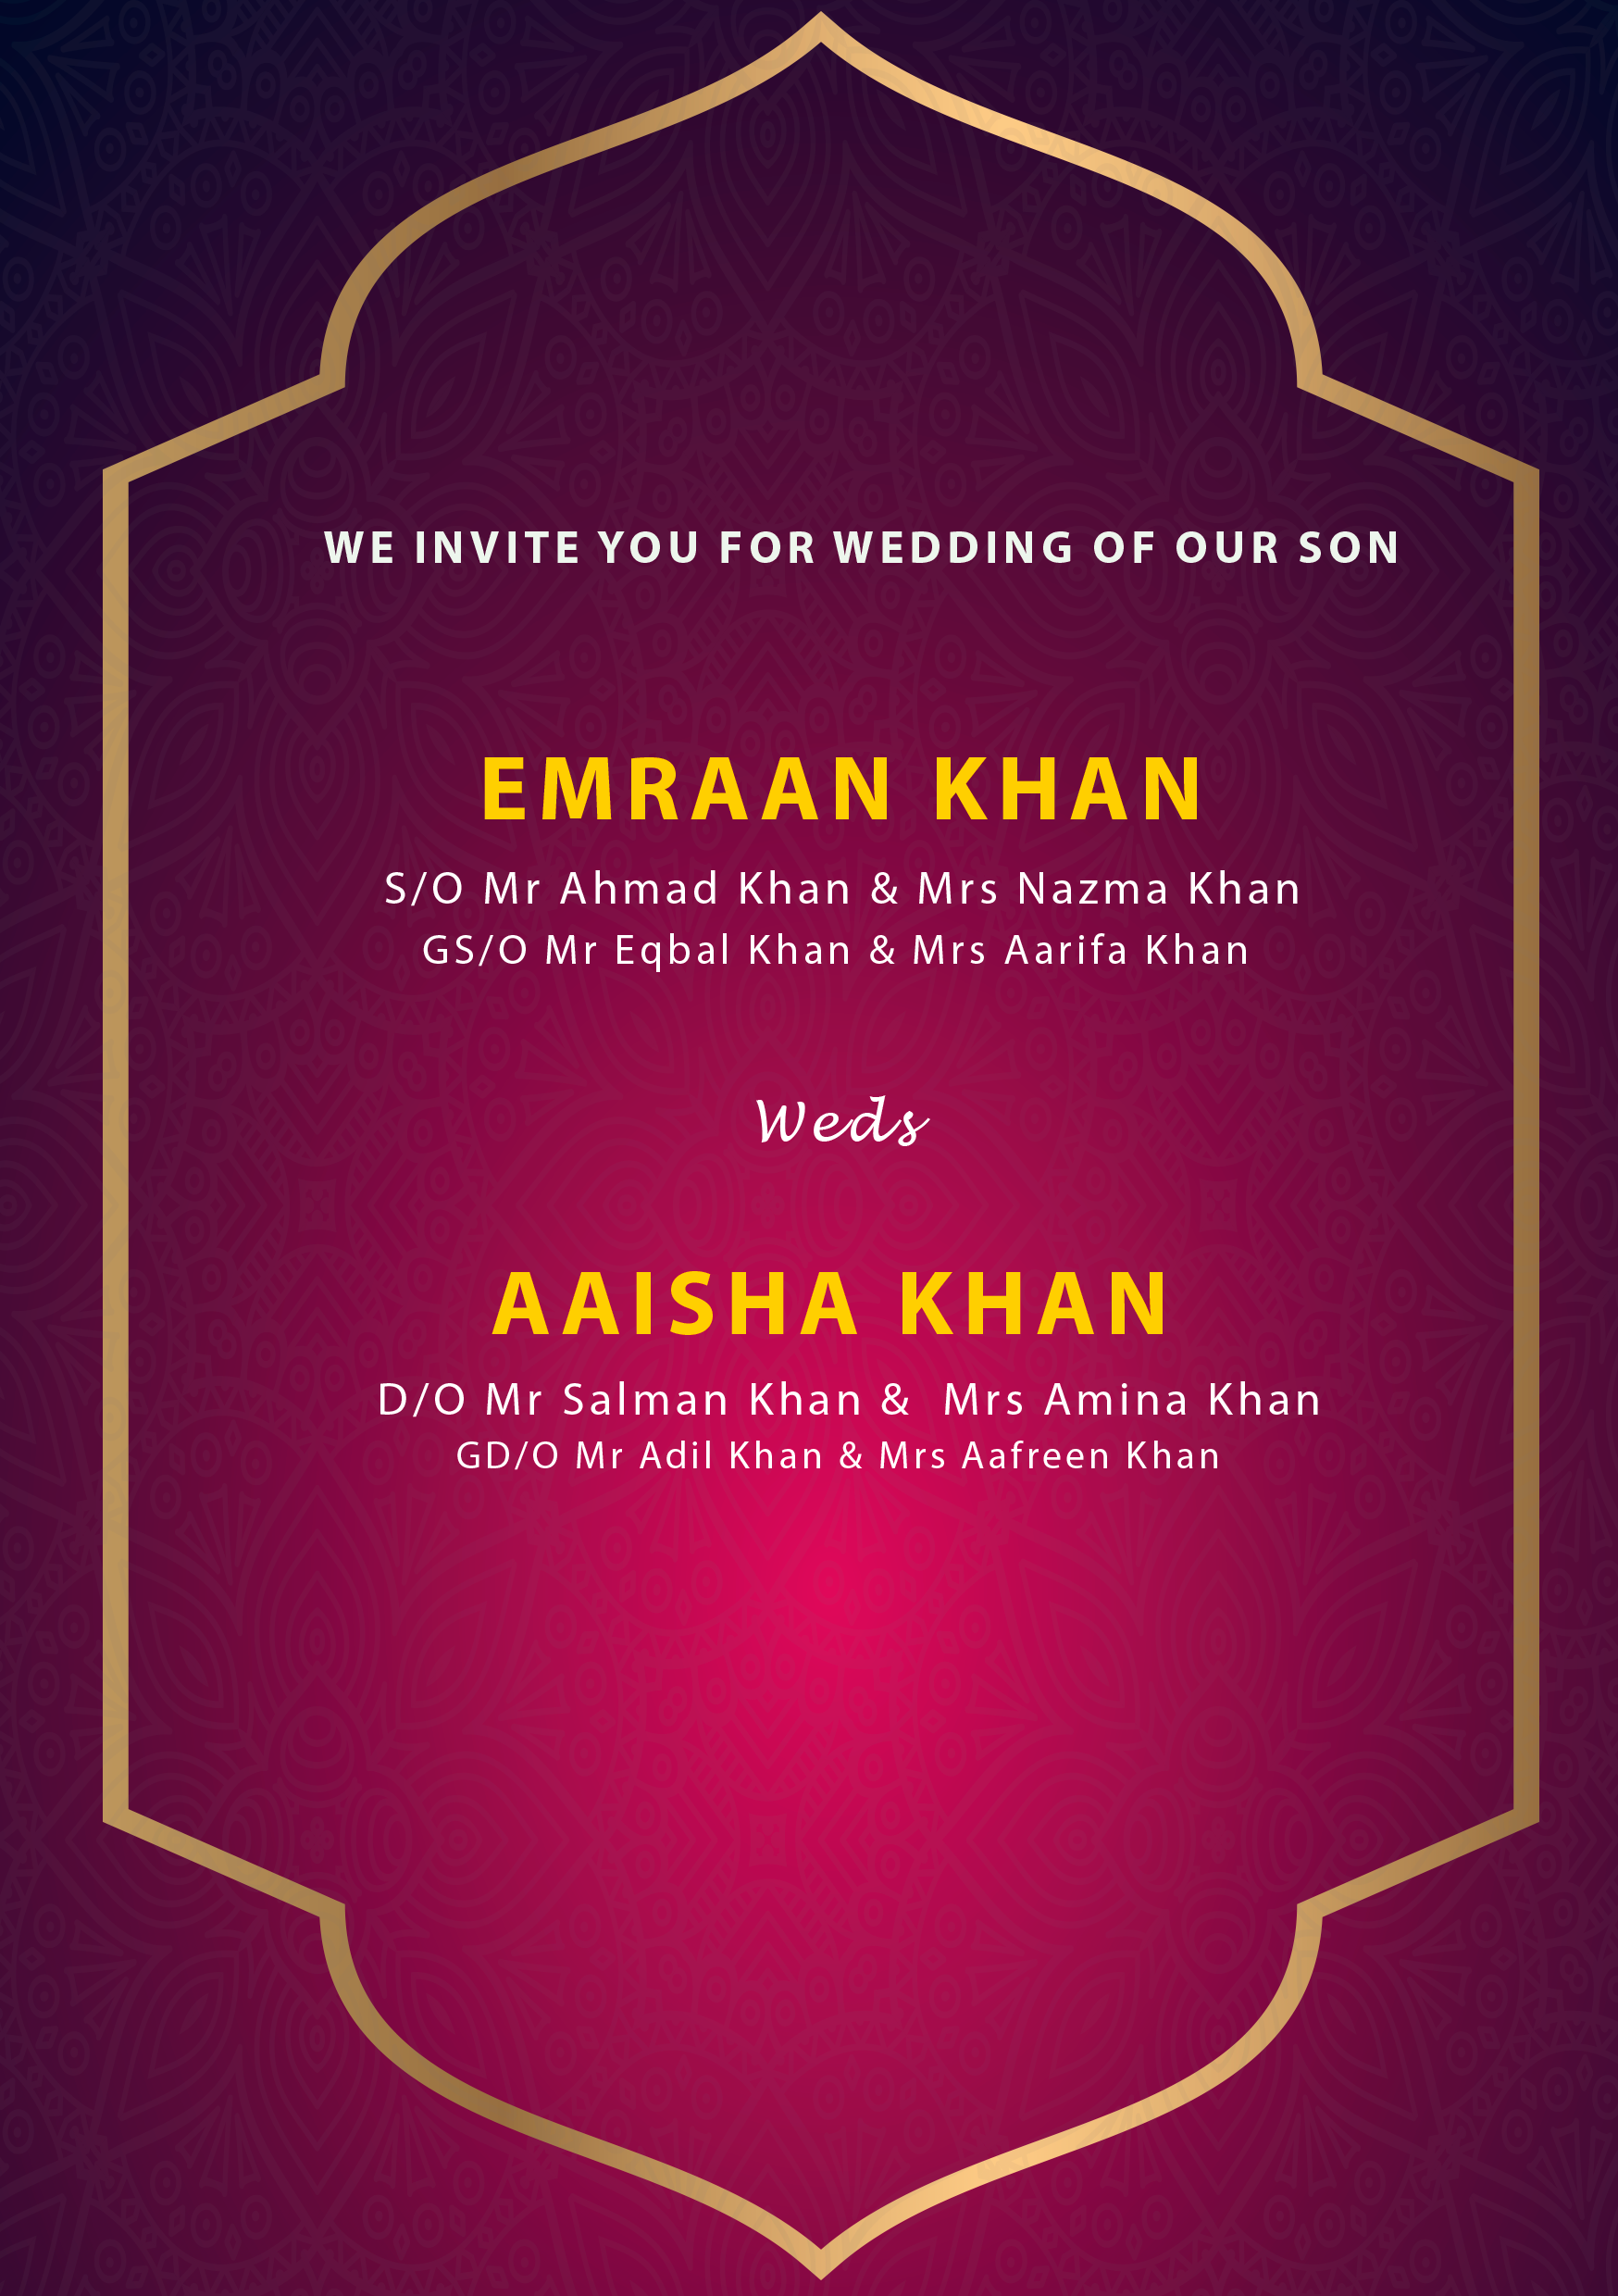 WE INVITE YOU FOR WEDDING OF OUR SON
EMRAAN KHAN
S/O Mr Ahmad Khan & Mrs Nazma Khan
GS/O Mr Eqbal Khan & Mrs Aarifa Khan
Weds
AAISHA KHAN
D/O Mr Salman Khan & Mrs Amina Khan
GD/O Mr Adil Khan & Mrs Aafreen Khan